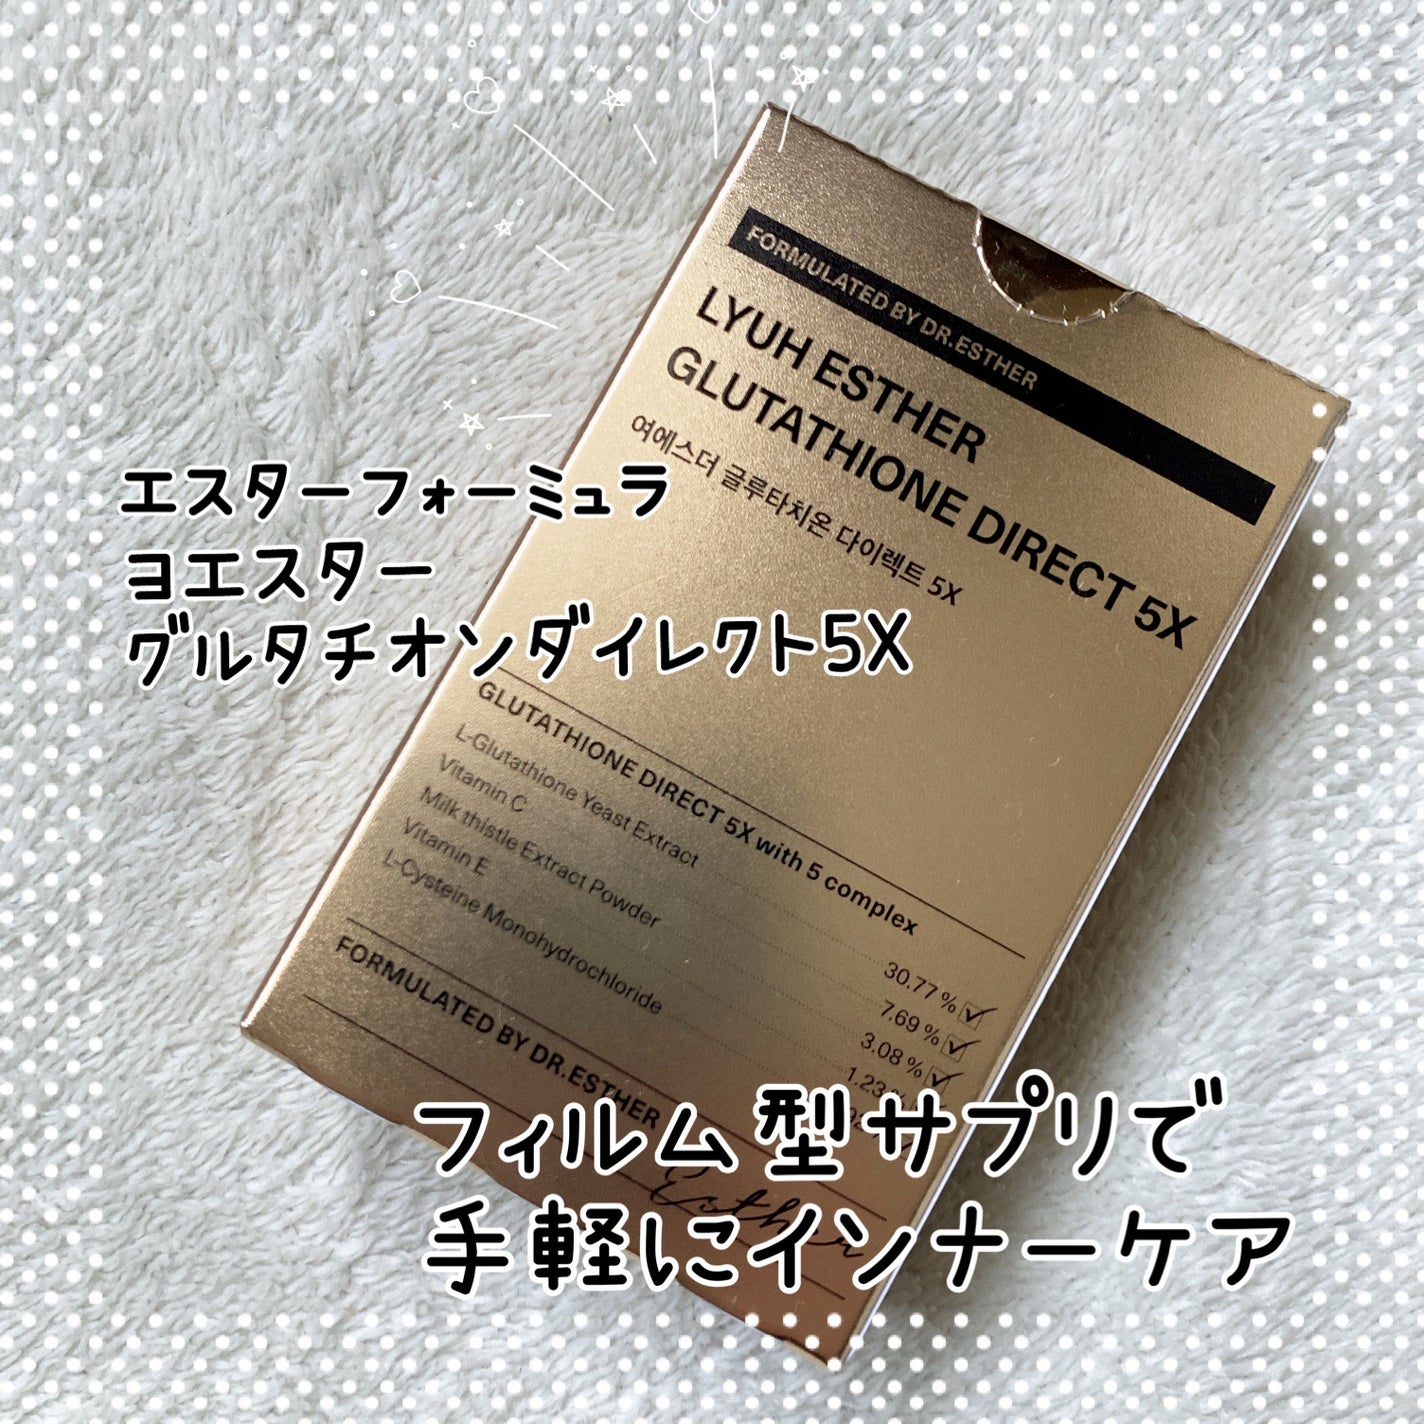 FORMULATED BY DR.ESTHER
LYUH ESTHER
GLUTATHIONE DIRECT 5X
여에스더 글루타치온 다이렉트 5X
エスターフォーミュラ
ヨエスター
グルタチオンダイレクト5X
GLUTATHIONE DIRECT 5X with 5 complex
L-Glutathione Yeast Extract 30.77 %
Vitamin C 7.69 %
Milk thistle Extract Powder 3.08 %
Vitamin E 1.23 %
L-Cysteine Monohydrochloride
FORMULATED BY DR.ESTHER
Esther
フィルム型サプリで
手軽にインナーケア